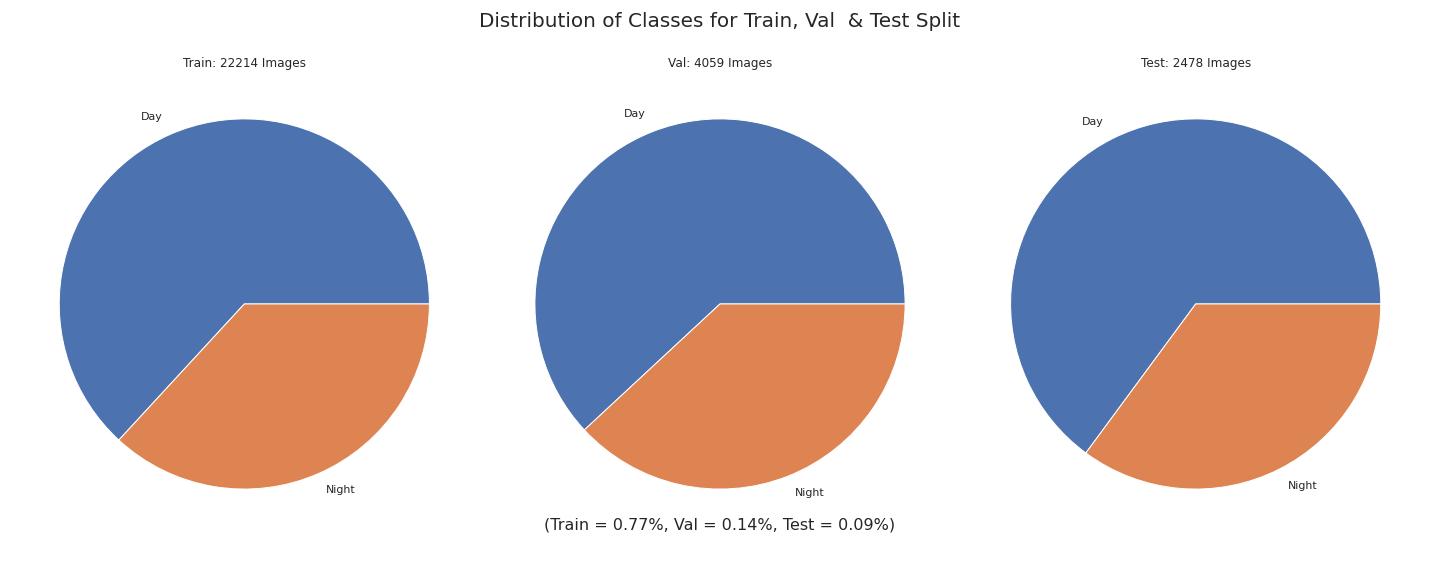 Distribution of Classes for Train, Val  & Test Split
Train: 22214 Images
Day
Night
Val: 4059 Images
Day
Night
Test: 2478 Images
Day
Night
(Train = 0.77%, Val = 0.14%, Test = 0.09%)